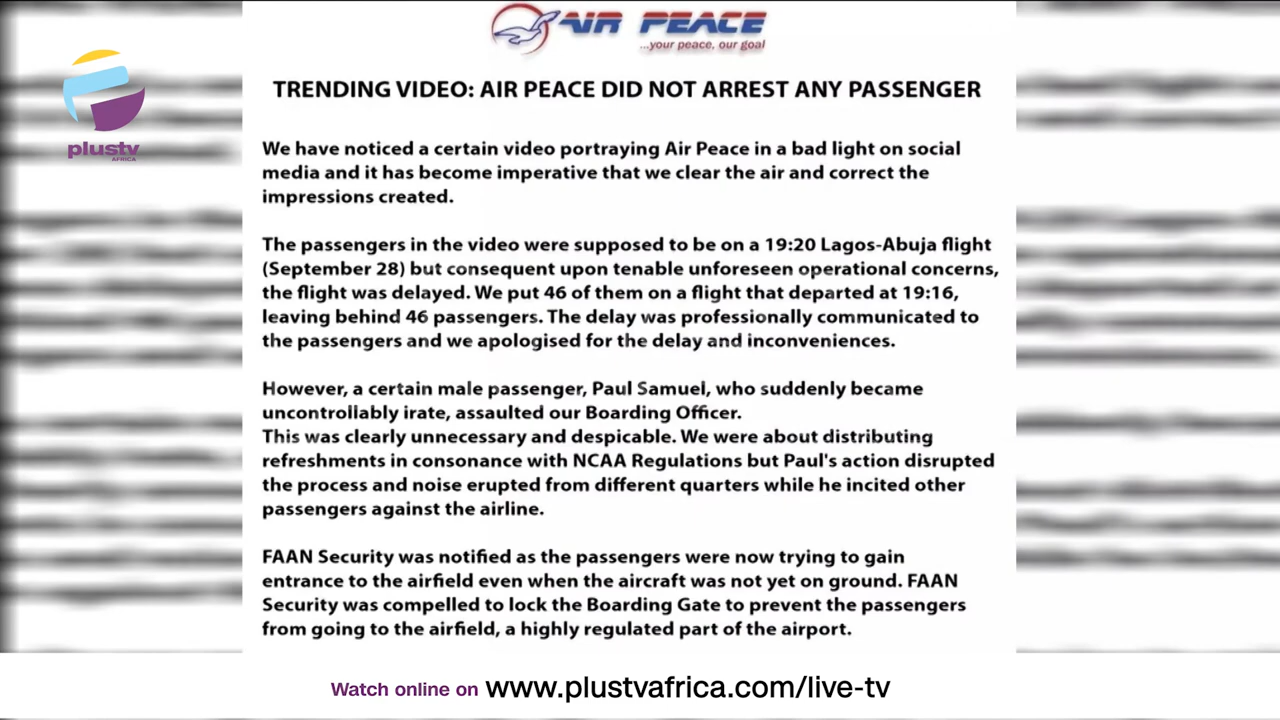 AIR PEACE
...your peace, our goal
plustv
AFRICA
TRENDING VIDEO: AIR PEACE DID NOT ARREST ANY PASSENGER
We have noticed a certain video portraying Air Peace in a bad light on social
media and it has become imperative that we clear the air and correct the
impressions created.
The passengers in the video were supposed to be on a 19:20 Lagos-Abuja flight
(September 28) but consequent upon tenable unforeseen operational concerns,
the flight was delayed. We put 46 of them on a flight that departed at 19:16,
leaving behind 46 passengers. The delay was professionally communicated to
the passengers and we apologised for the delay and inconveniences.
However, a certain male passenger, Paul Samuel, who suddenly became
uncontrollably irate, assaulted our Boarding Officer.
This was clearly unnecessary and despicable. We were about distributing
refreshments in consonance with NCAA Regulations but Paul's action disrupted
the process and noise erupted from different quarters while he incited other
passengers against the airline.
FAAN Security was notified as the passengers were now trying to gain
entrance to the airfield even when the aircraft was not yet on ground. FAAN
Security was compelled to lock the Boarding Gate to prevent the passengers
from going to the airfield, a highly regulated part of the airport.
Watch online on www.plustvafrica.com/live-tv